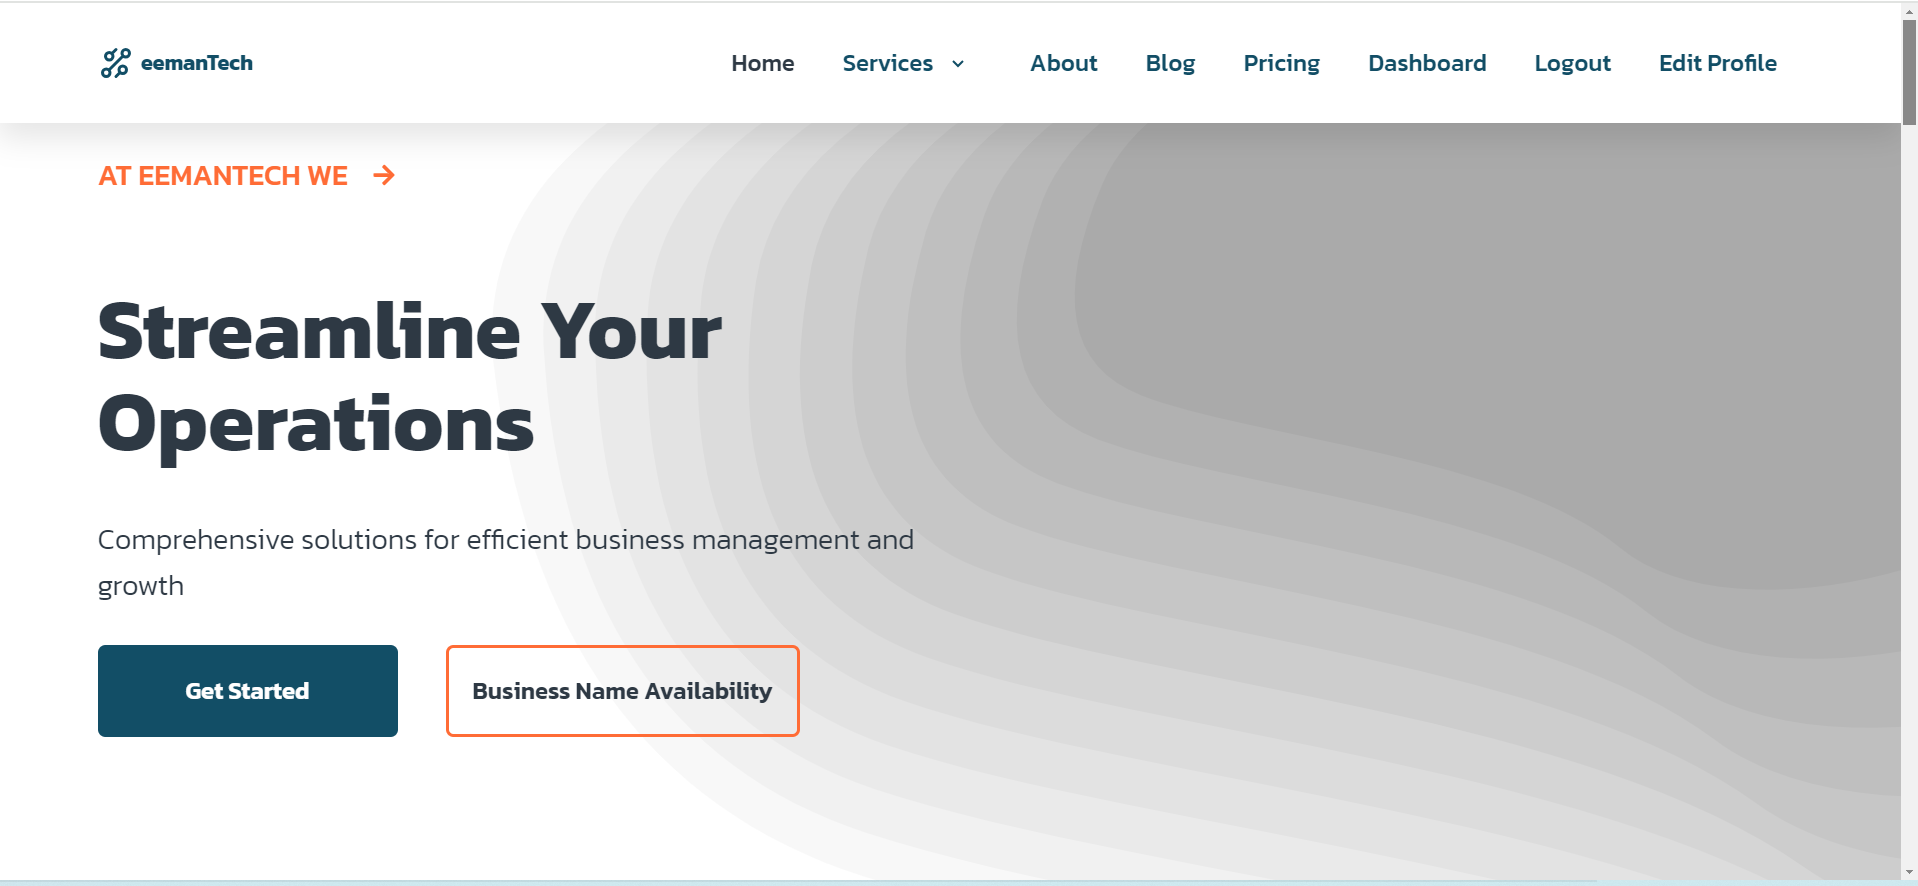 eemanTech
Home Services About Blog Pricing Dashboard Logout Edit Profile
AT EEMANTECH WE
Streamline Your
Operations
Comprehensive solutions for efficient business management and
growth
Get Started
Business Name Availability